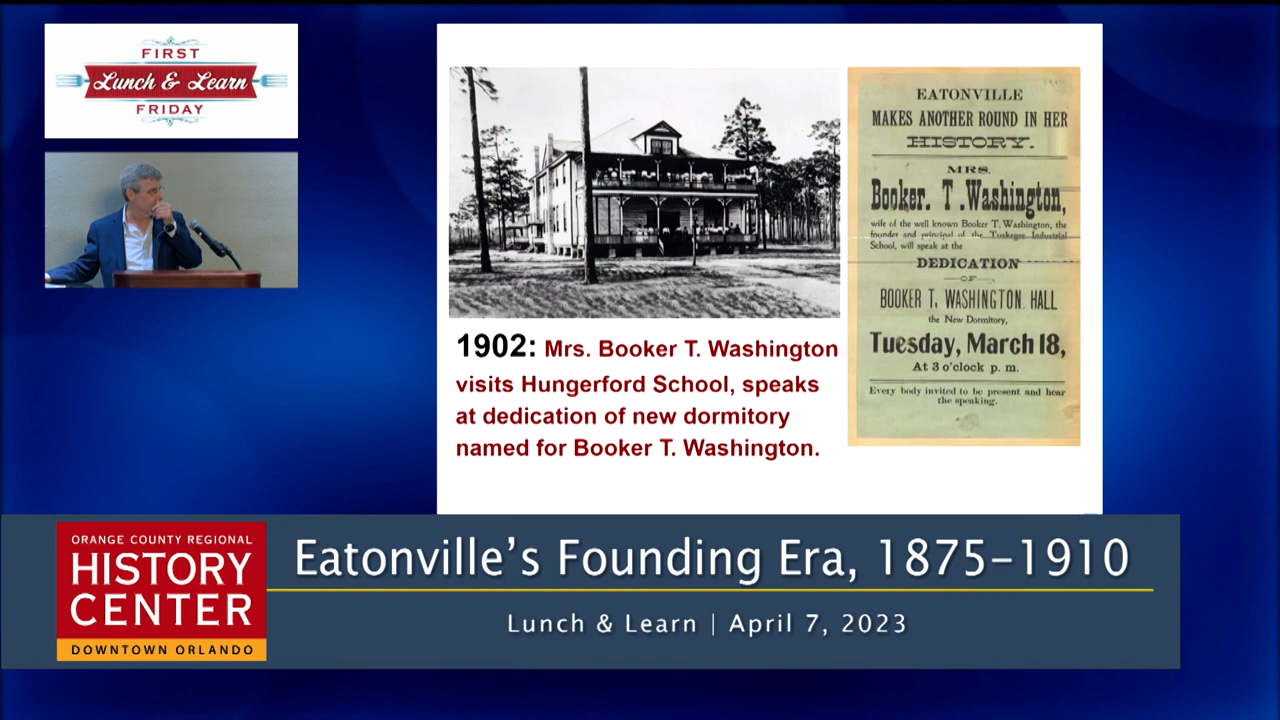 FIRST
Lunch & Learn
FRIDAY
EATONVILLE
MAKES ANOTHER ROUND IN HER
HISTORY.
MRS.
Booker. T. Washington,
wife of the well known Booker T. Washington, the
founder and principal of the Tuskegee Industrial
School, will speak at the
DEDICATION
OF
BOOKER T. WASHINGTON HALL
the New Dormitory,
Tuesday, March 18,
At 3 o'clock p. m.
Every body invited to be present and hear
the speaking.
1902: Mrs. Booker T. Washington
visits Hungerford School, speaks
at dedication of new dormitory
named for Booker T. Washington.
ORANGE COUNTY REGIONAL
HISTORY
CENTER
DOWNTOWN ORLANDO
Eatonville's Founding Era, 1875–1910
Lunch & Learn | April 7, 2023